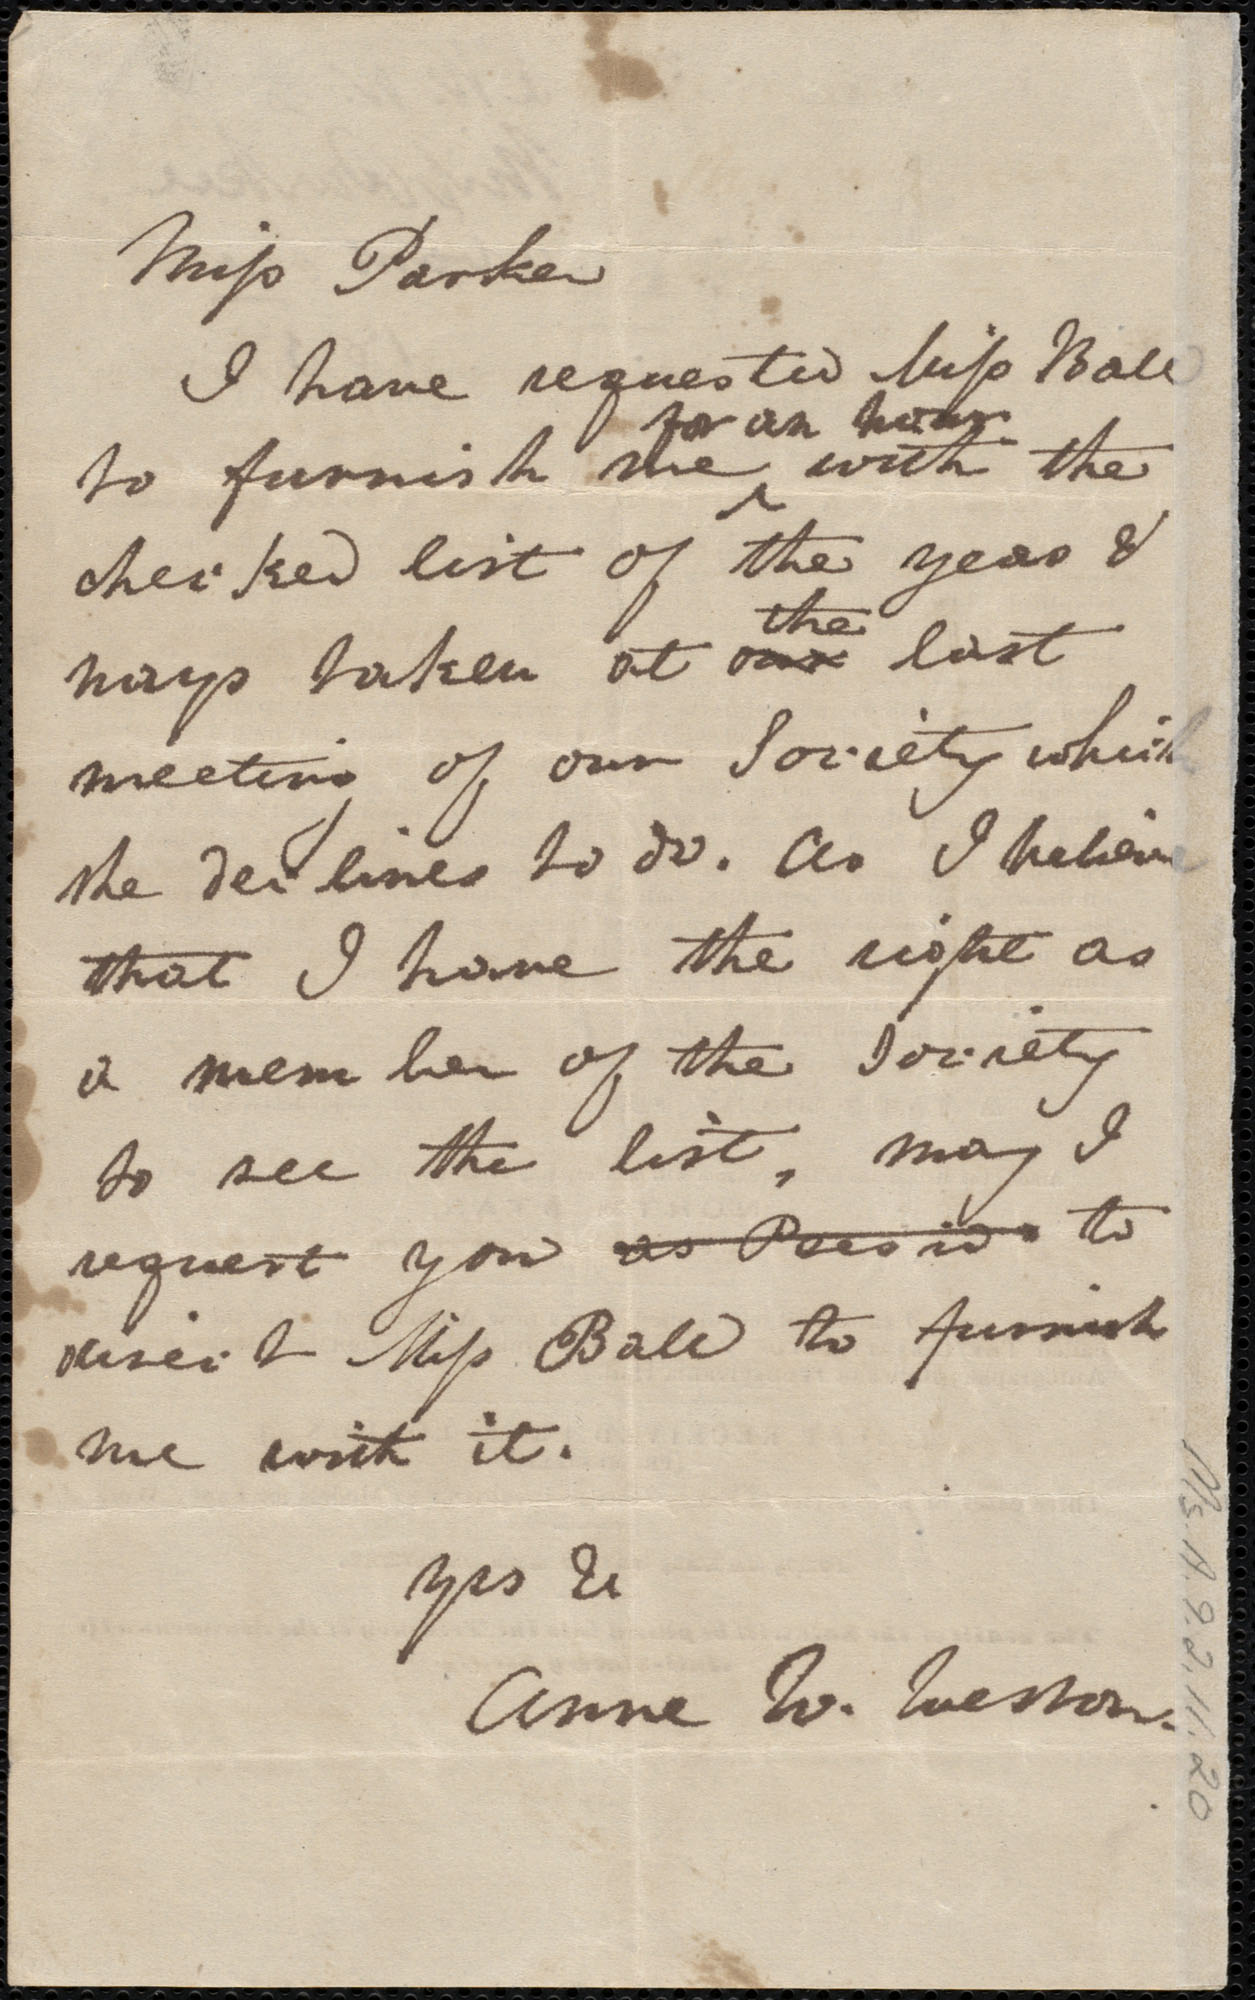 Miss Parker
I have requested Miss Ball
for an hour
to furnish me ^ with the
checked list of the yeas &
the
nays taken at our last
meeting of our Society which
she declines to do. As I believe
that I have the right as
a member of the Society
to see the list, may I
request you as Presid to
direct Miss Ball to furnish
me with it.
yrs &c
Anne W. Weston.
Ms.A.9.2.11.20